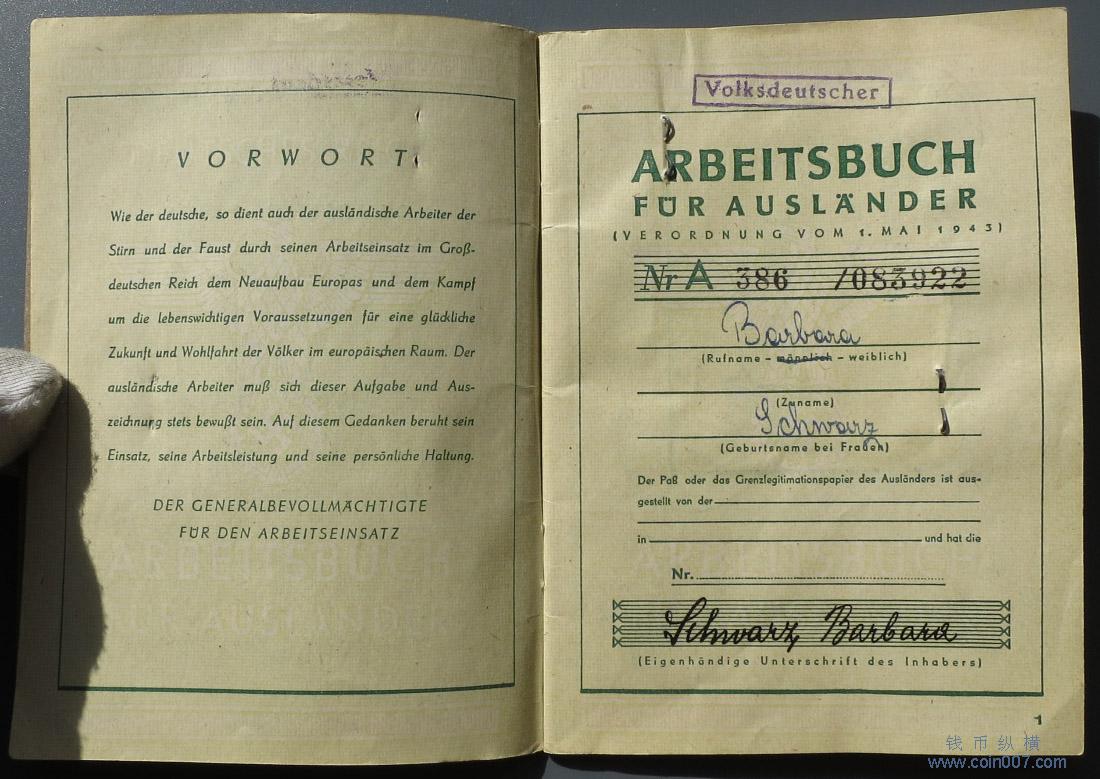 VORWORT
Wie der deutsche, so dient auch der ausländische Arbeiter der
Stirn und der Faust durch seinen Arbeitseinsatz im Groß-
deutschen Reich dem Neuaufbau Europas und dem Kampf
um die lebenswichtigen Voraussetzungen für eine glückliche
Zukunft und Wohlfahrt der Völker im europäischen Raum. Der
ausländische Arbeiter muß sich dieser Aufgabe und Aus-
zeichnung stets bewußt sein. Auf diesem Gedanken beruht sein
Einsatz, seine Arbeitsleistung und seine persönliche Haltung.
DER GENERALBEVOLLMÄCHTIGTE
FÜR DEN ARBEITSEINSATZ
Volksdeutscher
ARBEITSBUCH
FÜR AUSLÄNDER
(VERORDNUNG VOM 1. MAI 1943)
Nr A 386 /083922
Barbara
(Rufname – männlich – weiblich)
(Zuname)
Schwarz
(Geburtsname bei Frauen)
Der Paß oder das Grenzlegitimationspapier des Ausländers ist aus-
gestellt von der
in und hat die
Nr.
Schwarz Barbara
(Eigenhändige Unterschrift des Inhabers)
1
钱币纵横
www.coin007.com